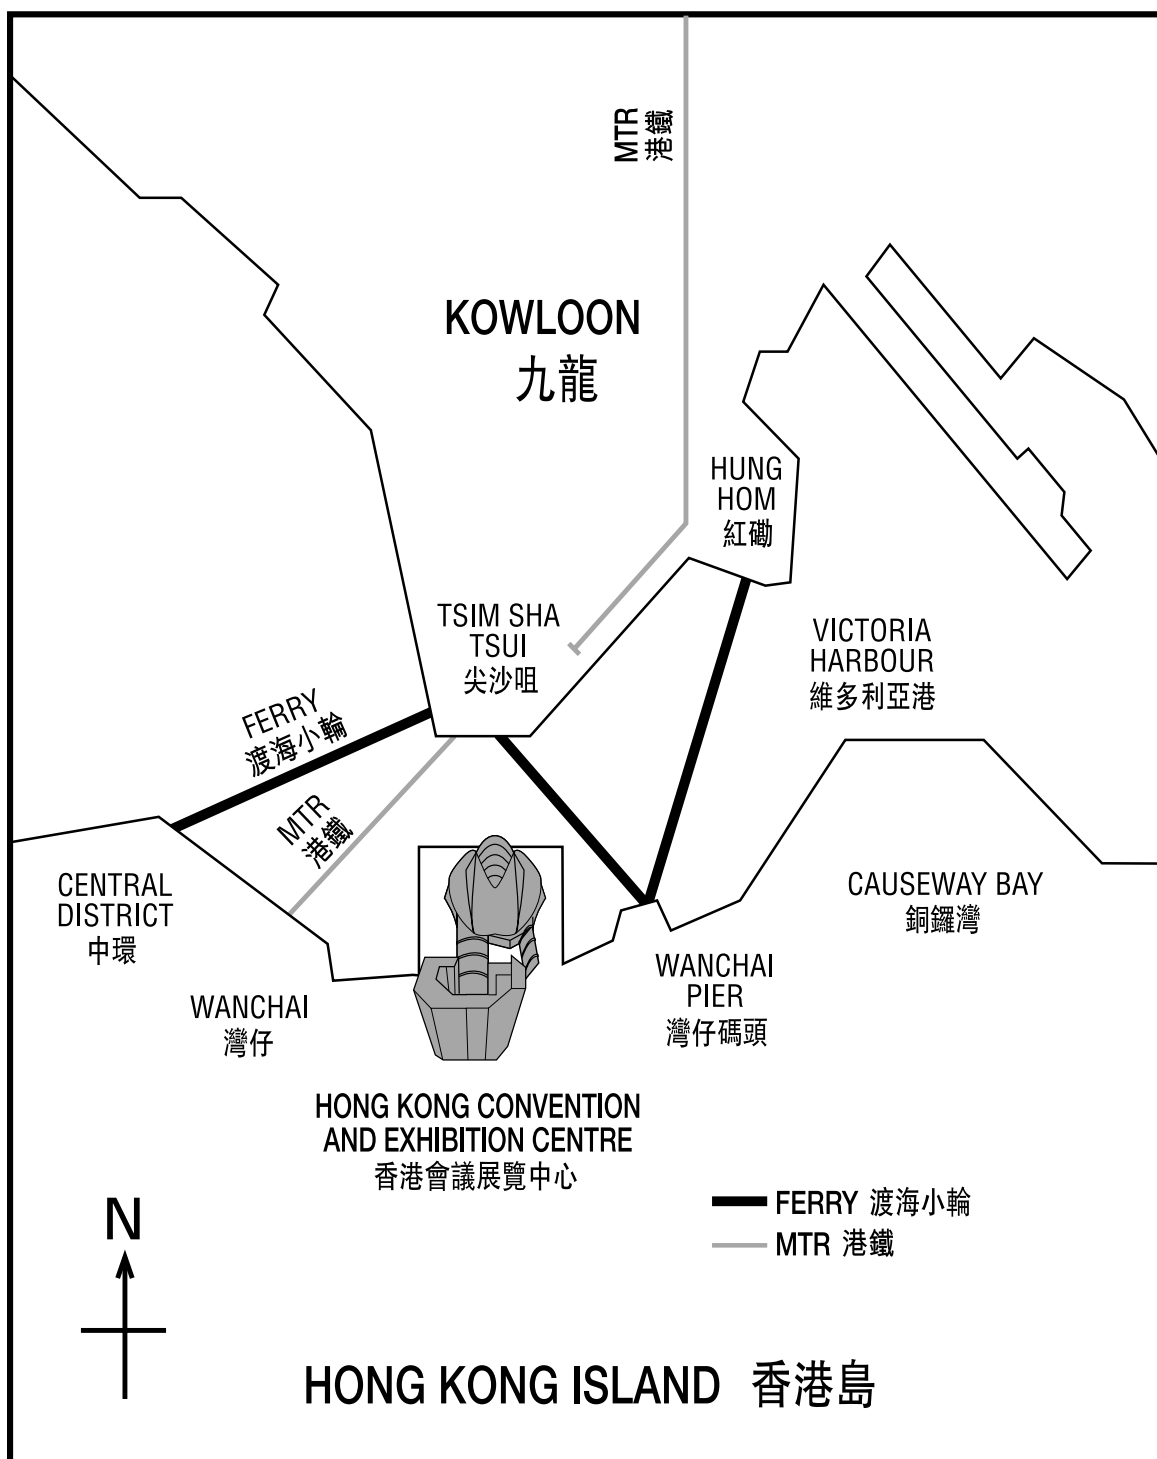 MTR
港鐵
KOWLOON
九龍
HUNG
HOM
紅磡
TSIM SHA
TSUI
尖沙咀
VICTORIA
HARBOUR
維多利亞港
FERRY
渡海小輪
MTR
港鐵
CENTRAL
DISTRICT
中環
CAUSEWAY BAY
銅鑼灣
WANCHAI
灣仔
WANCHAI
PIER
灣仔碼頭
HONG KONG CONVENTION
AND EXHIBITION CENTRE
香港會議展覽中心
N
FERRY 渡海小輪
MTR 港鐵
HONG KONG ISLAND 香港島